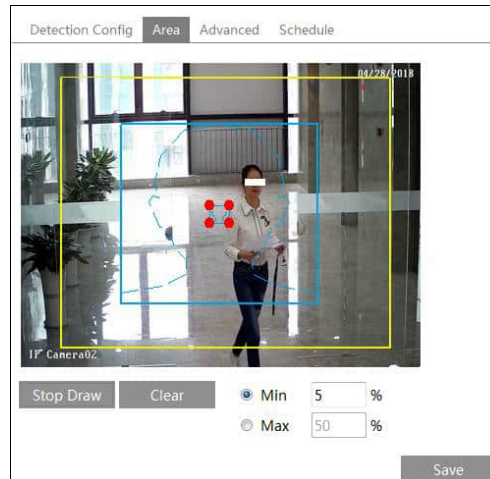 Detection Config Area Advanced Schedule
04/28/2018
IP Camera02
Stop Draw Clear Min 5 %
Max 50 %
Save